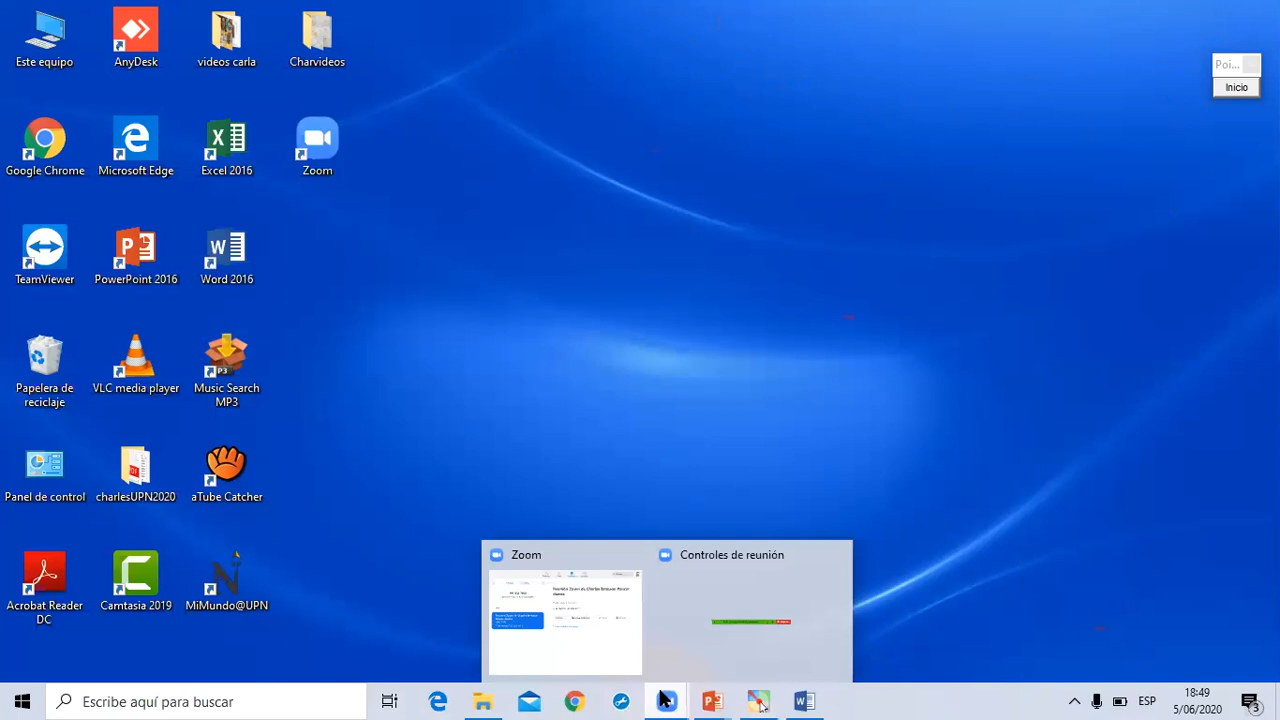 Este equipo
AnyDesk
videos carla
Charvideos
Poi...
Inicio
Google Chrome
Microsoft Edge
Excel 2016
Zoom
TeamViewer
PowerPoint 2016
Word 2016
Papelera de
reciclaje
VLC media player
Music Search
MP3
Panel de control
charlesUPN2020
aTube Catcher
Acrobat Reader
DC
Camtasia 2019
MiMundo@UPN
Zoom
Controles de reunión
Escribe aquí para buscar
ESP
18:49
5/06/2020
3